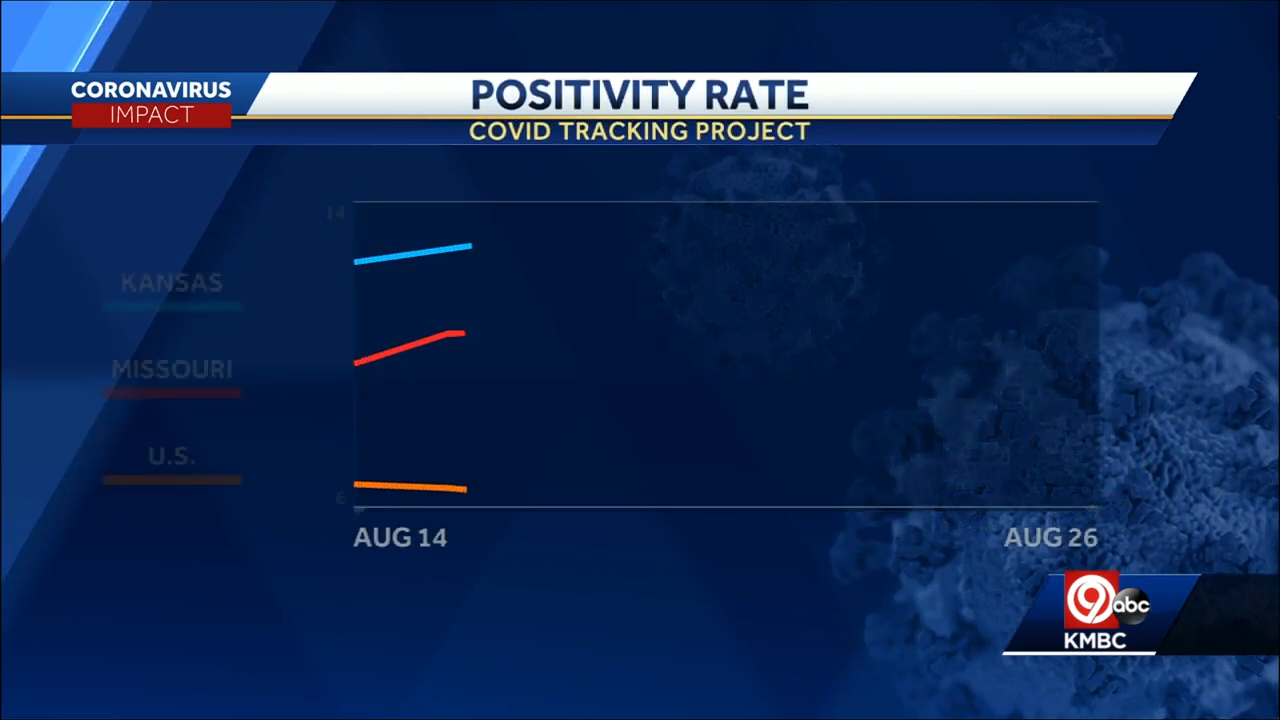 CORONAVIRUS
IMPACT
POSITIVITY RATE
COVID TRACKING PROJECT
14
KANSAS
MISSOURI
U.S.
6
AUG 14
AUG 26
9 abc
KMBC